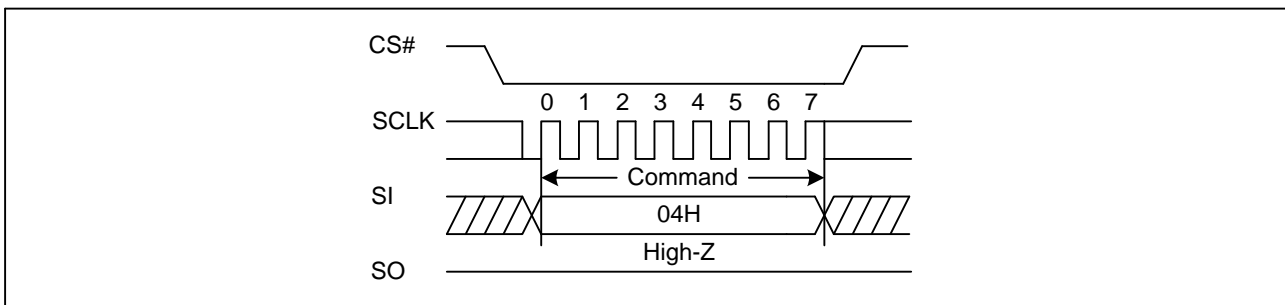 CS#
0 1 2 3 4 5 6 7
SCLK
Command
SI
04H
High-Z
SO